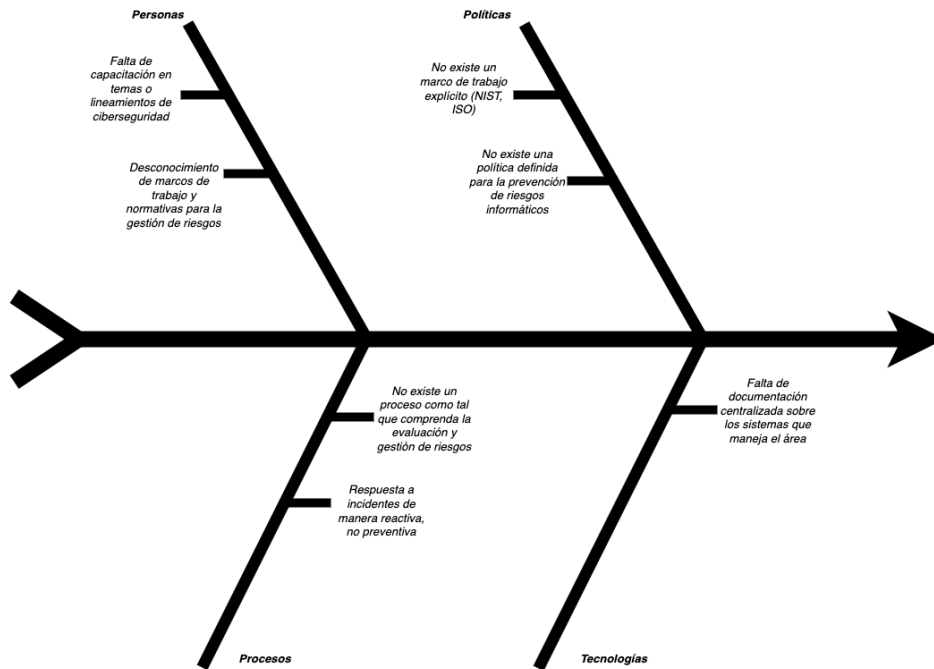 Personas
Falta de
capacitación en
temas o
lineamientos de
ciberseguridad
Desconocimiento
de marcos de
trabajo y
normativas para la
gestión de riesgos
Políticas
No existe un
marco de trabajo
explícito (NIST,
ISO)
No existe una
política definida
para la prevención
de riesgos
informáticos
No existe un
proceso como tal
que comprenda la
evaluación y
gestión de riesgos
Respuesta a
incidentes de
manera reactiva,
no preventiva
Procesos
Falta de
documentación
centralizada sobre
los sistemas que
maneja el área
Tecnologías